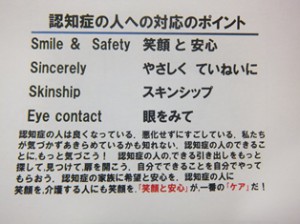 認知症の人への対応のポイント
Smile & Safety 笑顔と安心
Sincerely やさしく ていねいに
Skinship スキンシップ
Eye contact 眼をみて
認知症の人は良くなっている，悪化せずにすごしている，私たち
が気づかずあきらめているかも知れない，認知症の人のできるこ
とに，もっと気づこう！ 認知症の人の，できる引き出しをもっと
探して，見つけて，扉を開こう，自分でできることを自分でやって
もらおう，認知症の家族に希望と安心を，認知症の人に
笑顔を，介護する人にも笑顔を，「笑顔と安心」が，一番の「ケア」だ！